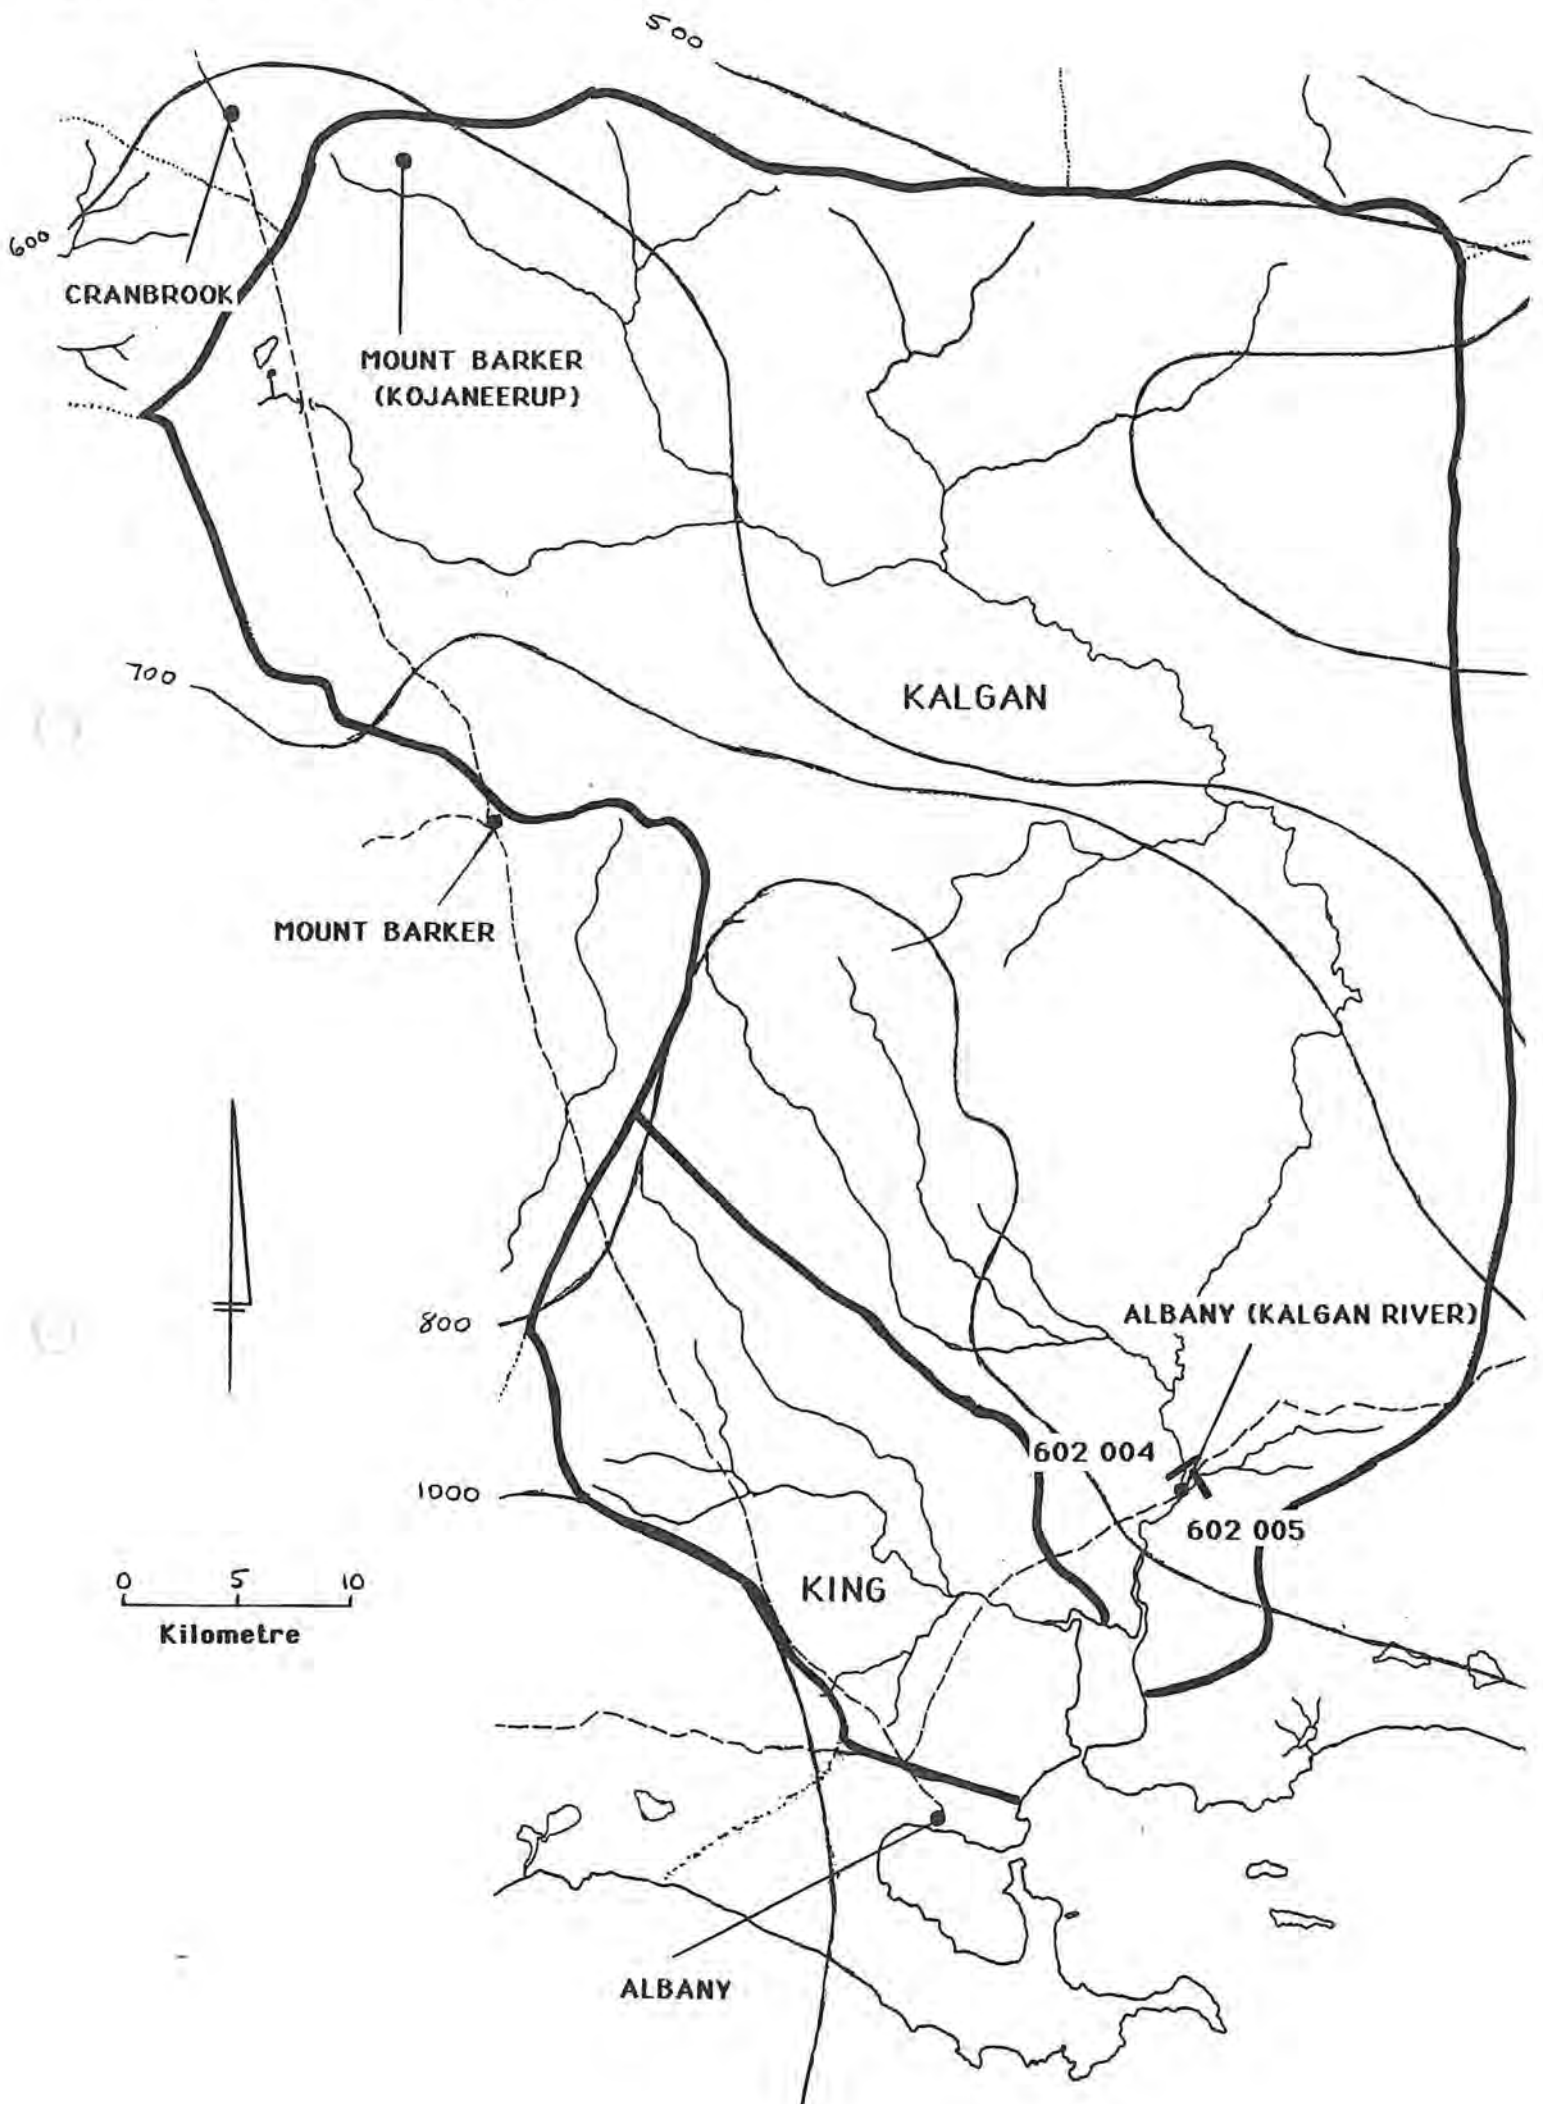 500
600
CRANBROOK
MOUNT BARKER
(KOJANEERUP)
700
KALGAN
MOUNT BARKER
800
ALBANY (KALGAN RIVER)
602 004
1000
602 005
KING
0 5 10
Kilometre
ALBANY